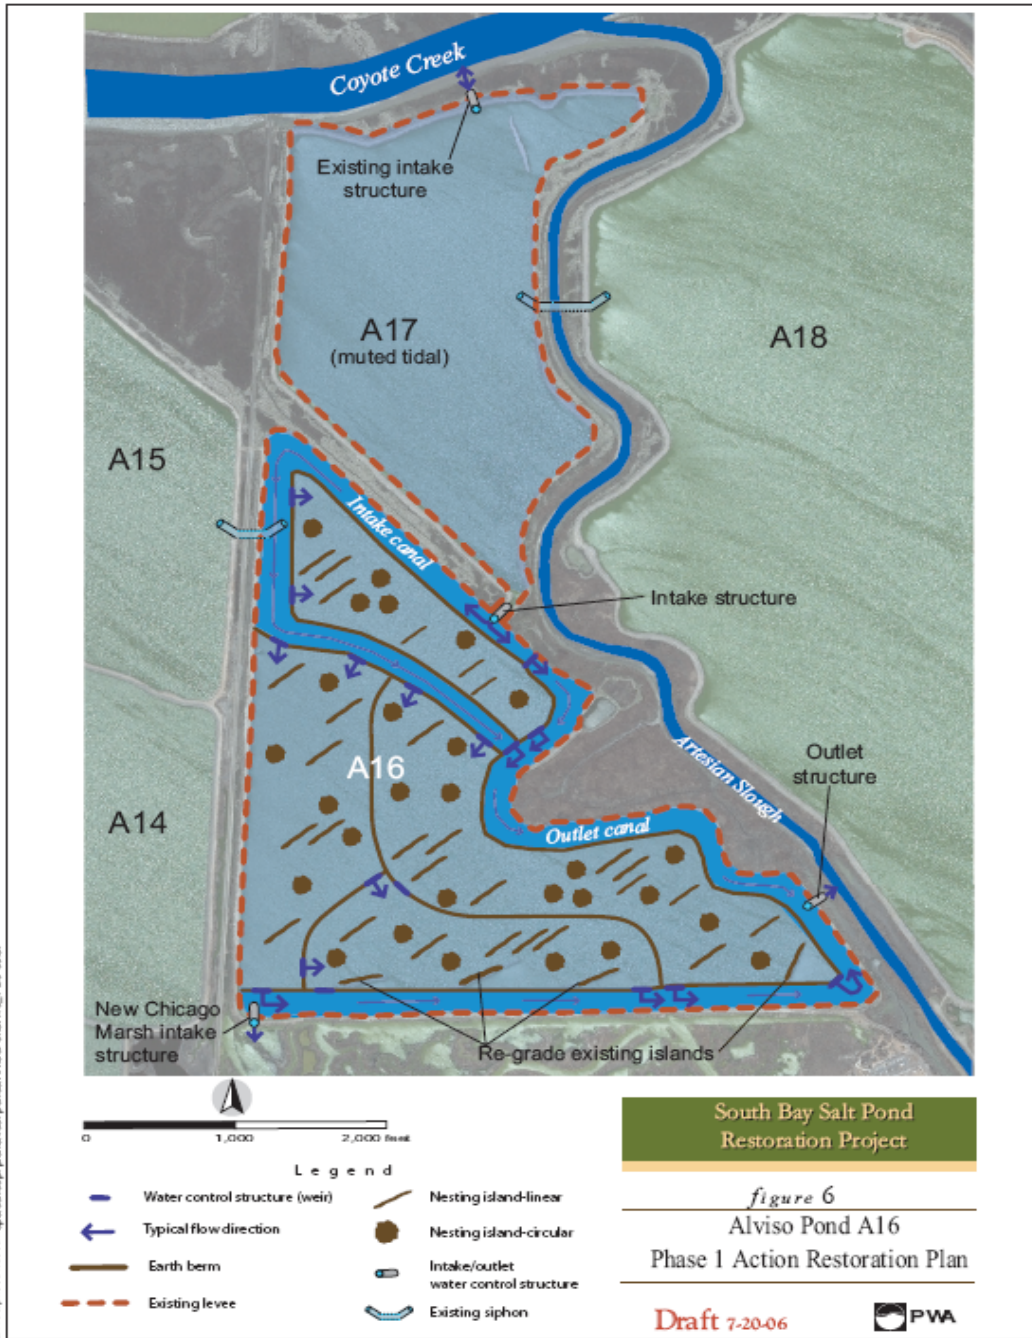 Coyote Creek
Existing intake
structure
A17
(muted tidal)
A18
A15
Intake canal
Intake structure
A16
Artesian Slough
Outlet
structure
A14
Outlet canal
New Chicago
Marsh intake
structure
Re-grade existing islands
0 1,000 2,000 feet
Legend
Water control structure (weir)
Typical flow direction
Earth berm
Existing levee
Nesting island-linear
Nesting island-circular
Intake/outlet
water control structure
Existing siphon
South Bay Salt Pond
Restoration Project
figure 6
Alviso Pond A16
Phase 1 Action Restoration Plan
Draft 7-20-06
PWA